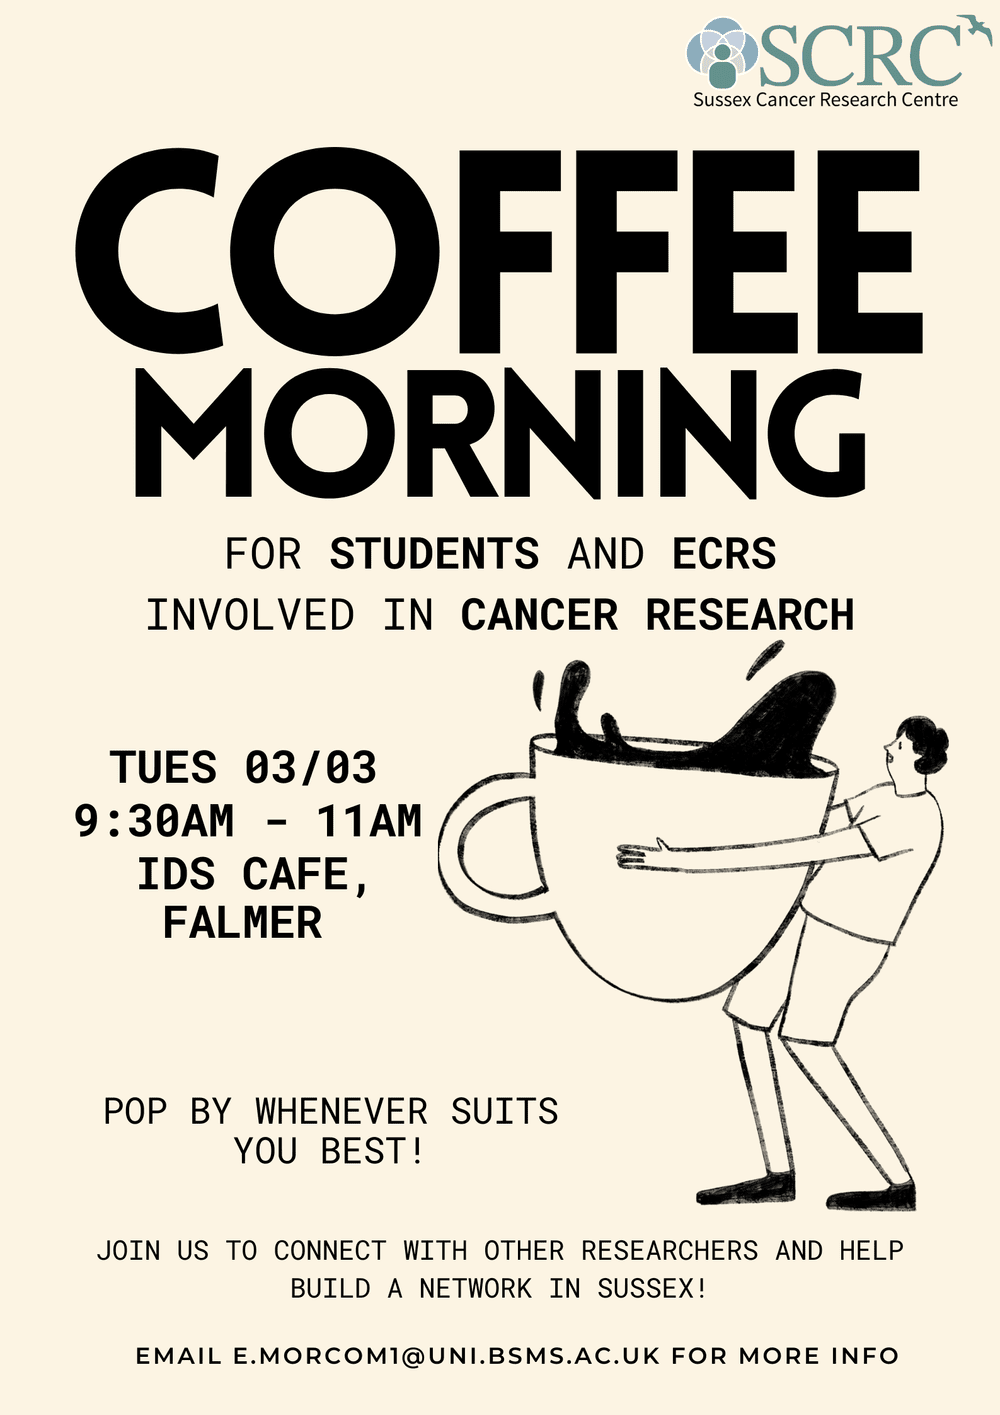 SCRC
Sussex Cancer Research Centre
COFFEE
MORNING
FOR STUDENTS AND ECRS
INVOLVED IN CANCER RESEARCH
TUES 03/03
9:30AM - 11AM
IDS CAFE,
FALMER
POP BY WHENEVER SUITS
YOU BEST!
JOIN US TO CONNECT WITH OTHER RESEARCHERS AND HELP
BUILD A NETWORK IN SUSSEX!
EMAIL E.MORCOM1@UNI.BSMS.AC.UK FOR MORE INFO